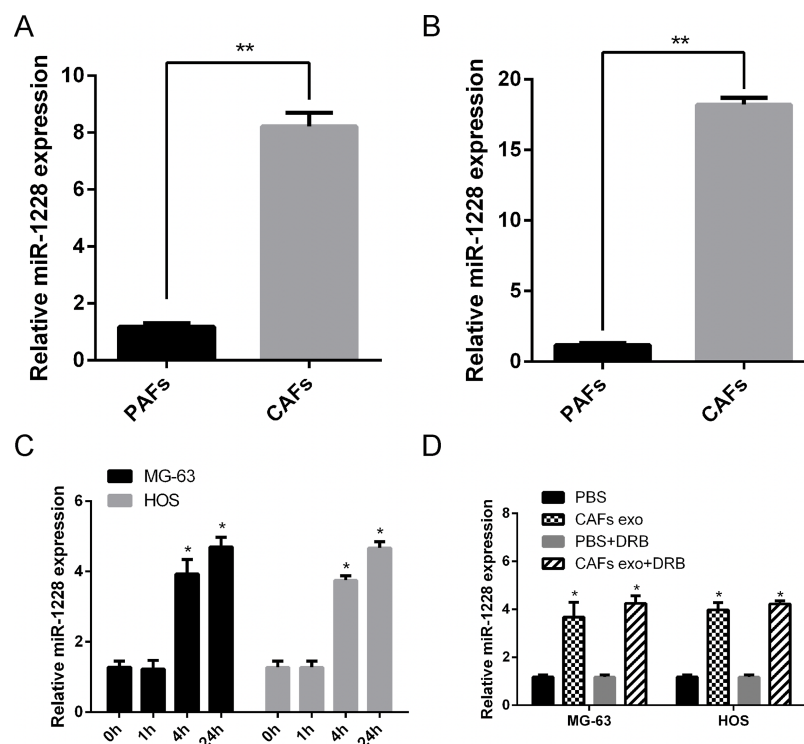 A
**
Relative miR-1228 expression
10
8
6
4
2
0
PAFs
CAFs
B
**
Relative miR-1228 expression
20
15
10
5
0
PAFs
CAFs
C
MG-63
HOS
Relative miR-1228 expression
6
4
2
0
* * * *
0h 1h 4h 24h 0h 1h 4h 24h
D
PBS
CAFs exo
PBS+DRB
CAFs exo+DRB
Relative miR-1228 expression
8
6
4
2
0
* * * *
MG-63 HOS